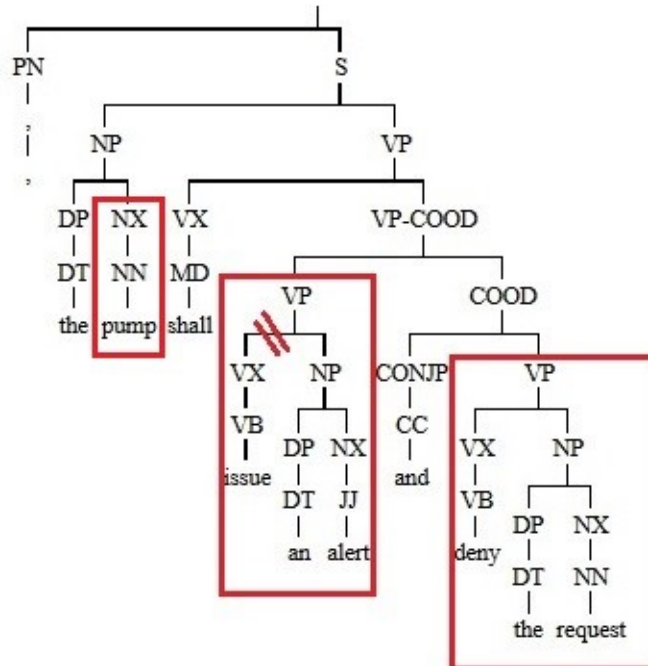 PN S
, NP VP
, DP NX VX VP-COOD
DT NN MD VP COOD
the pump shall
VX NP CONJP VP
VB DP NX CC VX NP
issue and
DT JJ VB DP NX
an alert deny
DT NN
the request